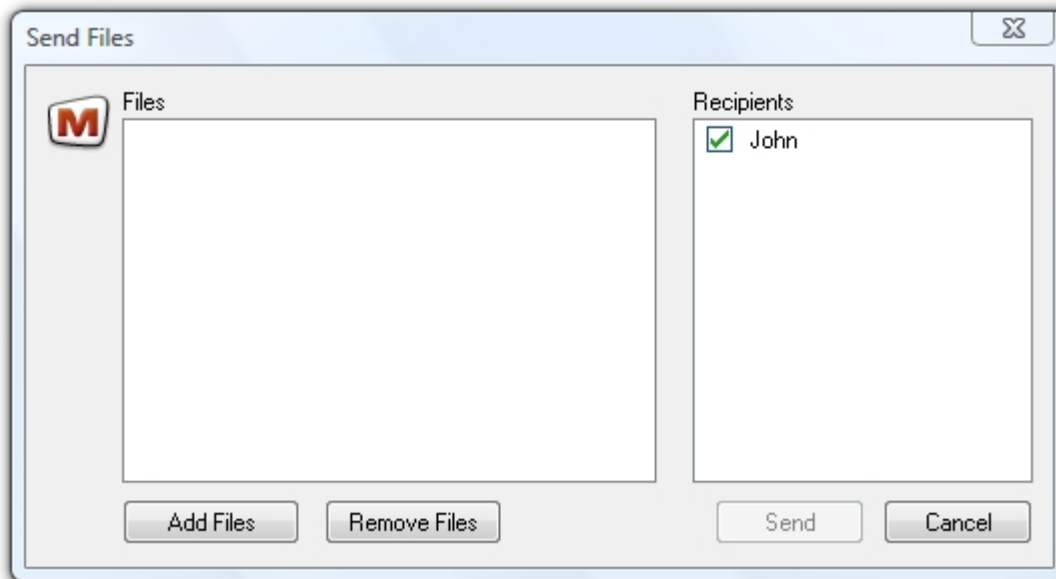 Send Files
M
Files
Recipients
John
Add Files
Remove Files
Send
Cancel